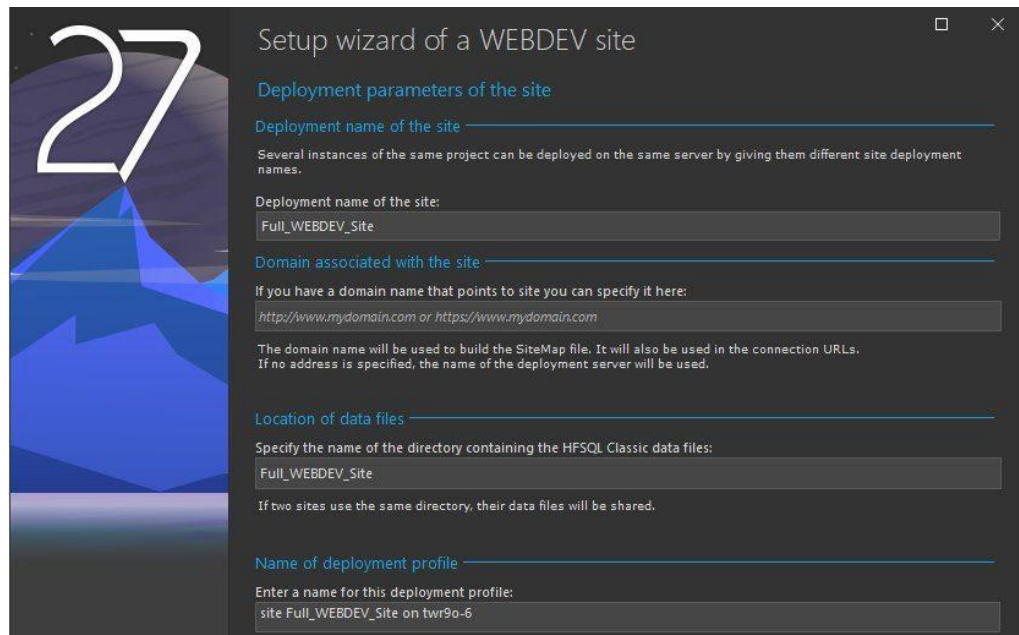 27
Setup wizard of a WEBDEV site
Deployment parameters of the site
Deployment name of the site
Several instances of the same project can be deployed on the same server by giving them different site deployment
names.
Deployment name of the site:
Full_WEBDEV_Site
Domain associated with the site
If you have a domain name that points to site you can specify it here:
http://www.mydomain.com or https://www.mydomain.com
The domain name will be used to build the SiteMap file. It will also be used in the connection URLs.
If no address is specified, the name of the deployment server will be used.
Location of data files
Specify the name of the directory containing the HFSQL Classic data files:
Full_WEBDEV_Site
If two sites use the same directory, their data files will be shared.
Name of deployment profile
Enter a name for this deployment profile:
site Full_WEBDEV_Site on twr9o-6